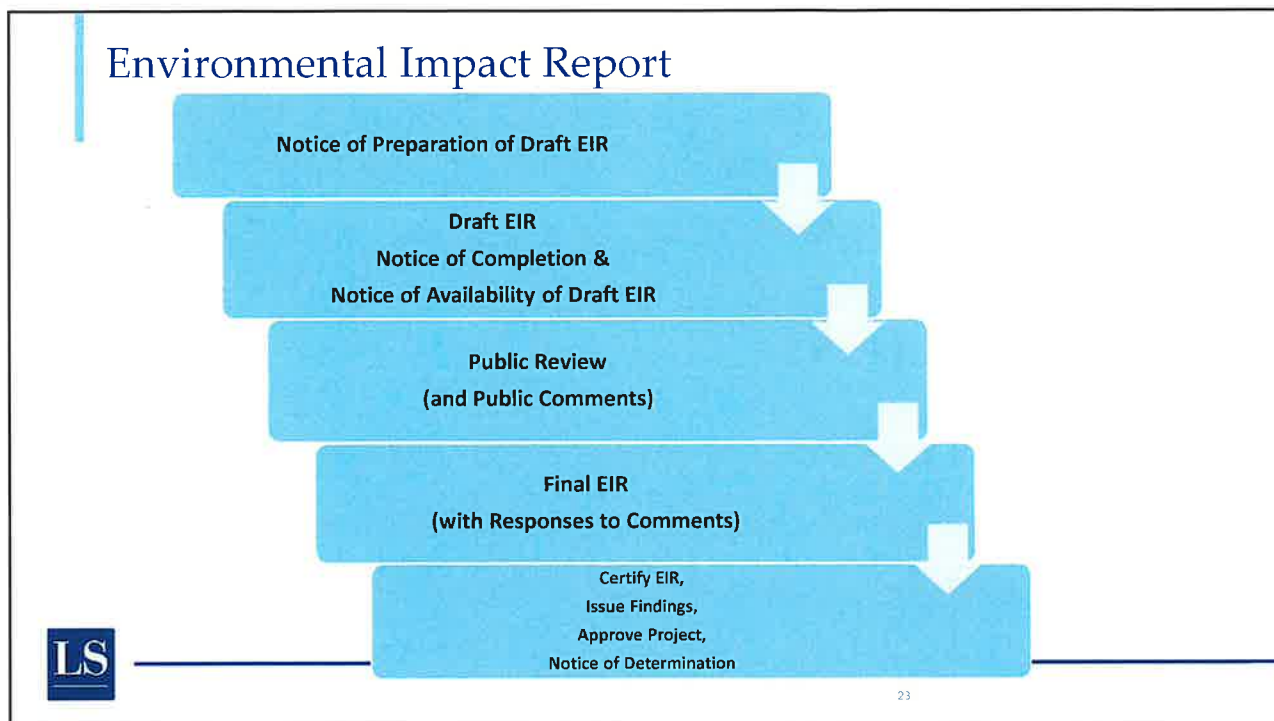 Environmental Impact Report
Notice of Preparation of Draft EIR
Draft EIR
Notice of Completion &
Notice of Availability of Draft EIR
Public Review
(and Public Comments)
Final EIR
(with Responses to Comments)
Certify EIR,
Issue Findings,
Approve Project,
Notice of Determination
LS
23